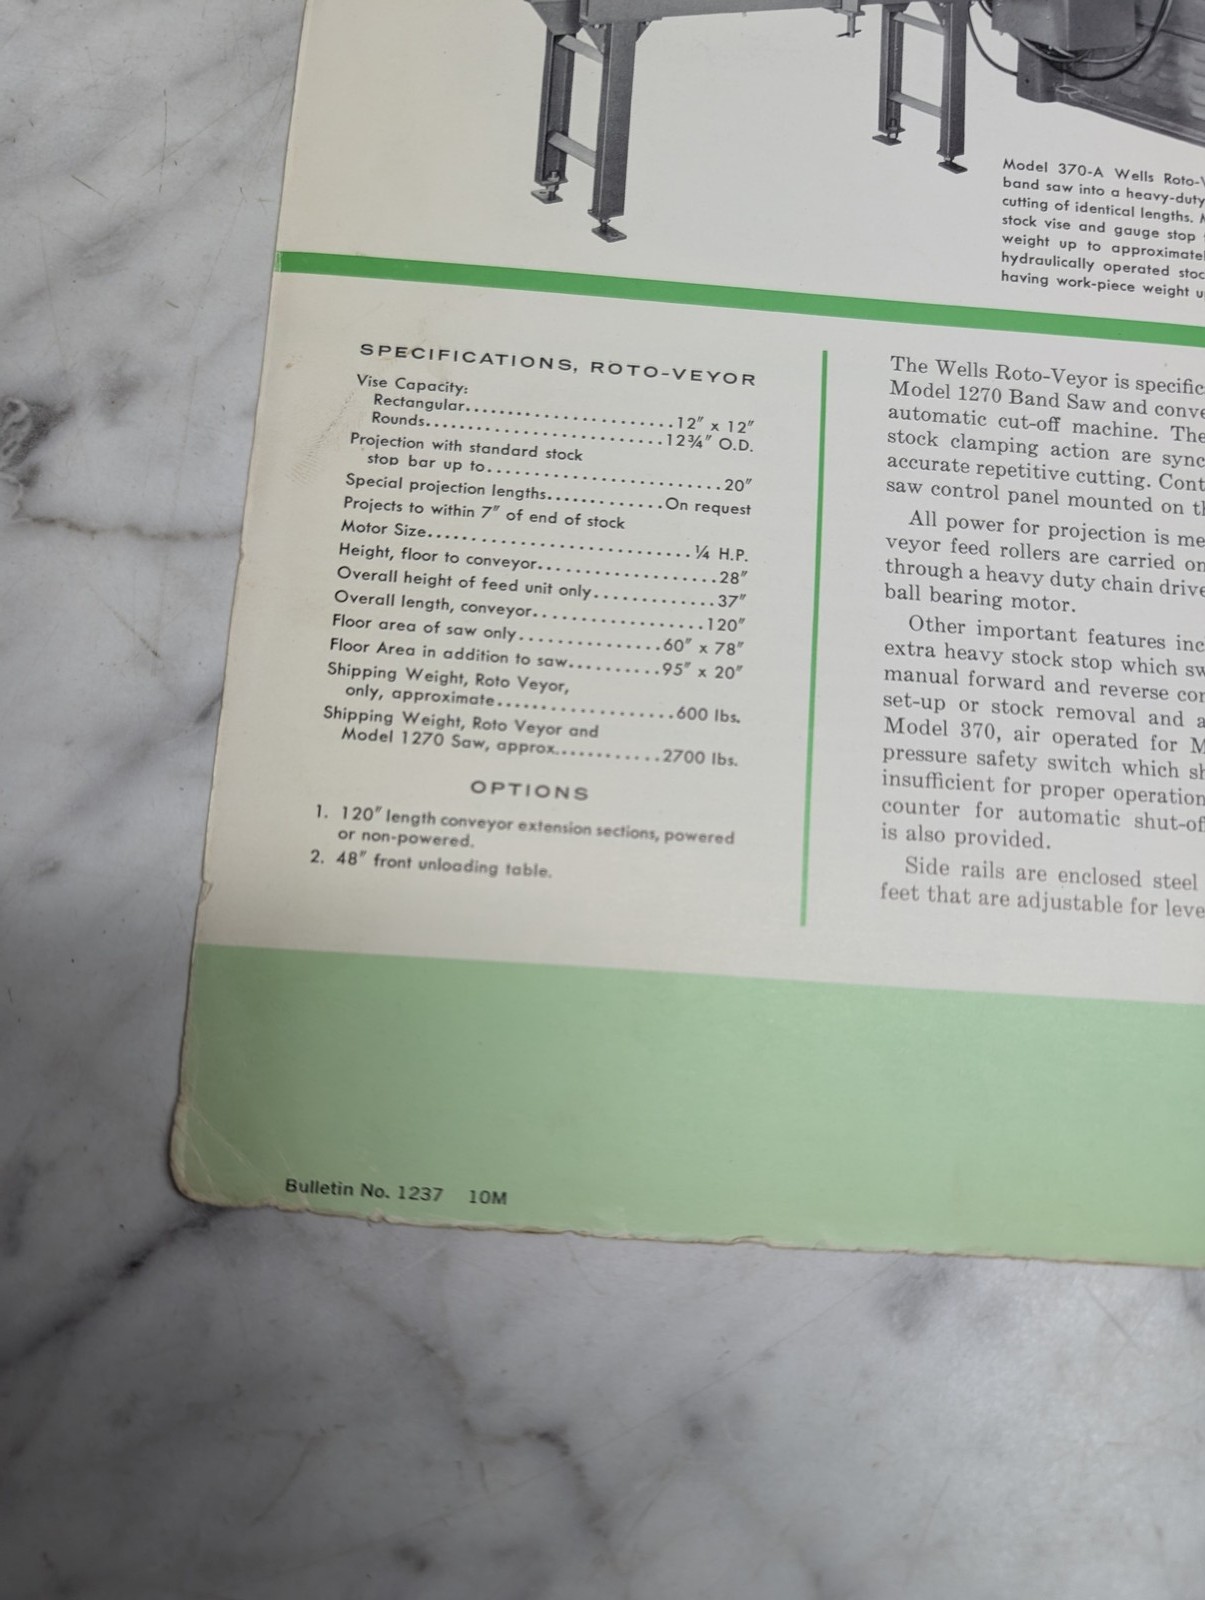 Model 370-A Wells Roto-V
band saw into a heavy-duty
cutting of identical lengths.
stock vise and gauge stop
weight up to approximatel
hydraulically operated stoc
having work-piece weight u
SPECIFICATIONS, ROTO-VEYOR
Vise Capacity:
Rectangular........................12" x 12"
Rounds...........................12¾" O.D.
Projection with standard stock
stop bar up to...........................20"
Special projection lengths.............On request
Projects to within 7" of end of stock
Motor Size..............................¼ H.P.
Height, floor to conveyor....................28"
Overall height of feed unit only.............37"
Overall length, conveyor...................120"
Floor area of saw only...............60" x 78"
Floor Area in addition to saw..........95" x 20"
Shipping Weight, Roto Veyor,
only, approximate....................600 lbs.
Shipping Weight, Roto Veyor and
Model 1270 Saw, approx............2700 lbs.
OPTIONS
1. 120" length conveyor extension sections, powered
or non-powered.
2. 48" front unloading table.
The Wells Roto-Veyor is specific
Model 1270 Band Saw and conve
automatic cut-off machine. The
stock clamping action are sync
accurate repetitive cutting. Cont
saw control panel mounted on th
All power for projection is me
veyor feed rollers are carried on
through a heavy duty chain drive
ball bearing motor.
Other important features inc
extra heavy stock stop which sw
manual forward and reverse con
set-up or stock removal and a
Model 370, air operated for M
pressure safety switch which sh
insufficient for proper operation
counter for automatic shut-off
is also provided.
Side rails are enclosed steel
feet that are adjustable for leve
Bulletin No. 1237 10M